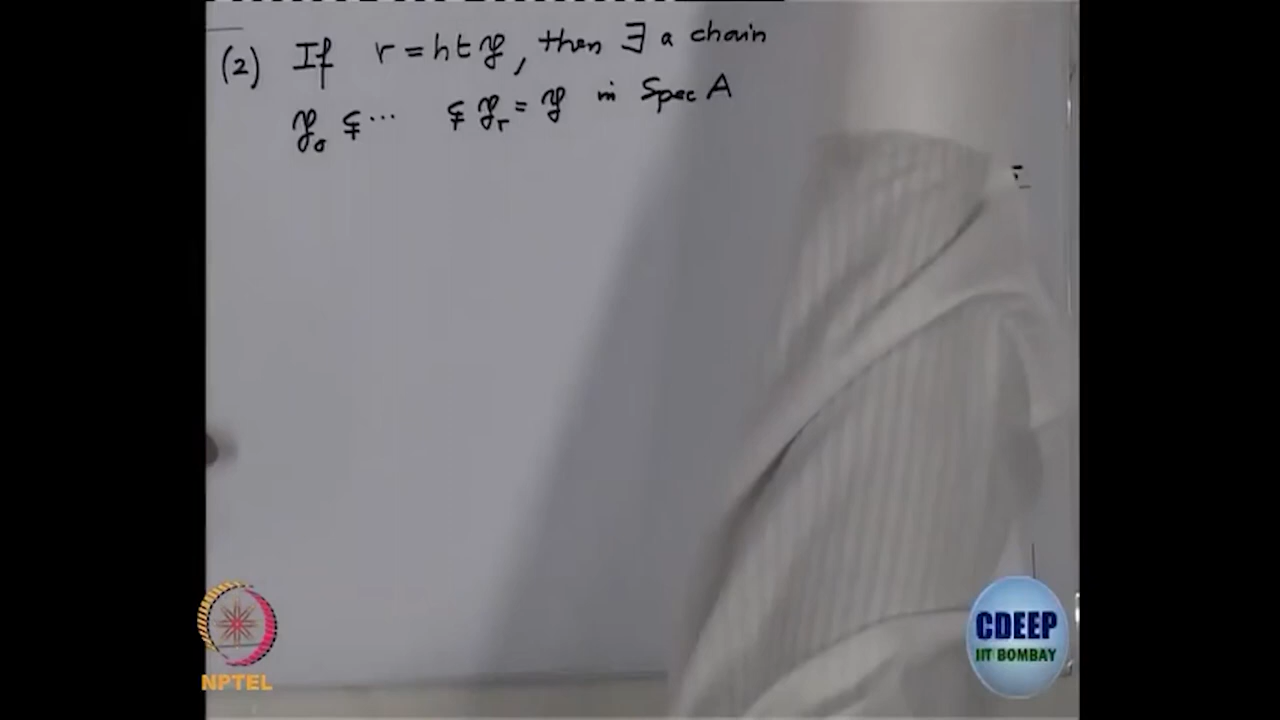 (2) If r = ht 𝔭, then ∃ a chain
𝔭₀ ⊊ ... ⊊ 𝔭ᵣ = 𝔭 in Spec A
CDEEP
IIT BOMBAY
NPTEL